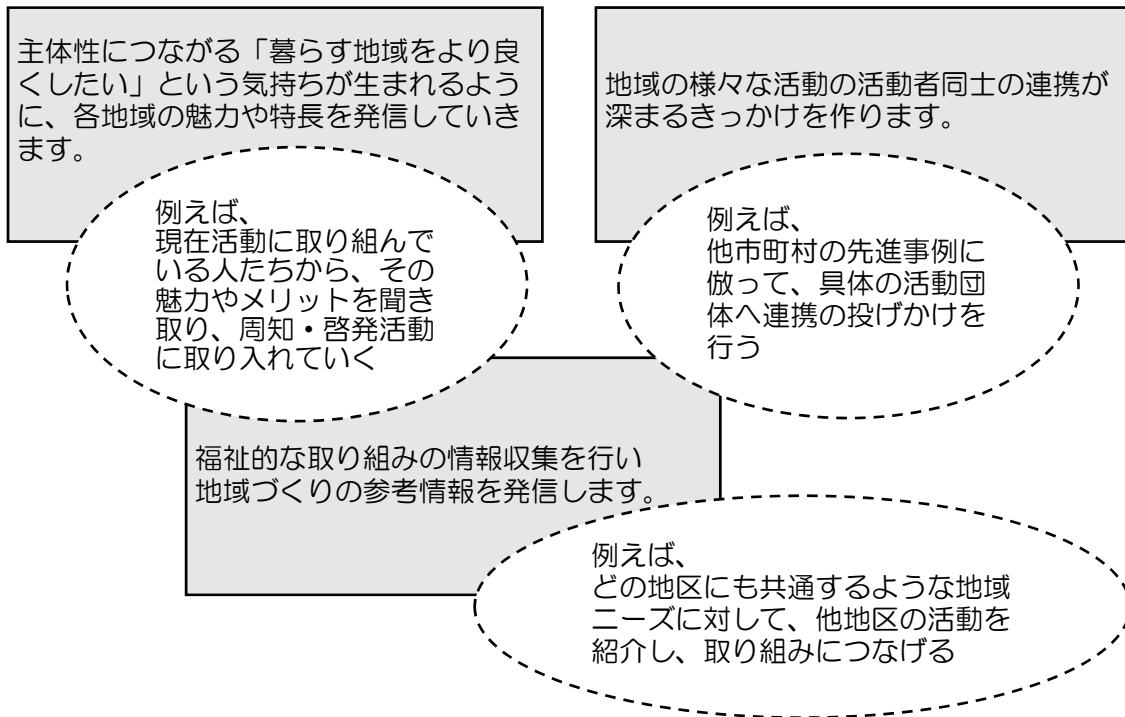 主体性につながる「暮らす地域をより良
くしたい」という気持ちが生まれるよう
に、各地域の魅力や特長を発信していき
ます。
例えば、
現在活動に取り組んで
いる人たちから、その
魅力やメリットを聞き
取り、周知・啓発活動
に取り入れていく
地域の様々な活動の活動者同士の連携が
深まるきっかけを作ります。
例えば、
他市町村の先進事例に
倣って、具体の活動団
体へ連携の投げかけを
行う
福祉的な取り組みの情報収集を行い
地域づくりの参考情報を発信します。
例えば、
どの地区にも共通するような地域
ニーズに対して、他地区の活動を
紹介し、取り組みにつなげる